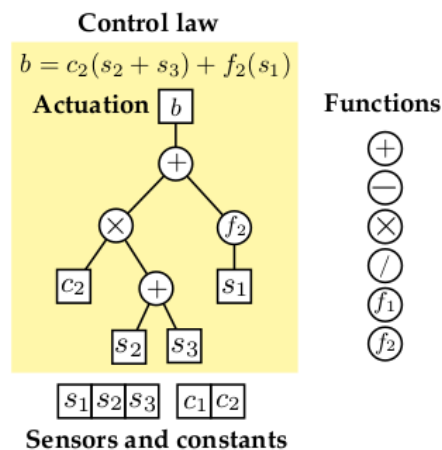 Control law
b = c₂(s₂ + s₃) + f₂(s₁)
Actuation b
Functions
+
+
−
× f₂
×
c₂ + s₁
/
f₁
s₂ s₃
f₂
s₁ s₂ s₃ c₁ c₂
Sensors and constants